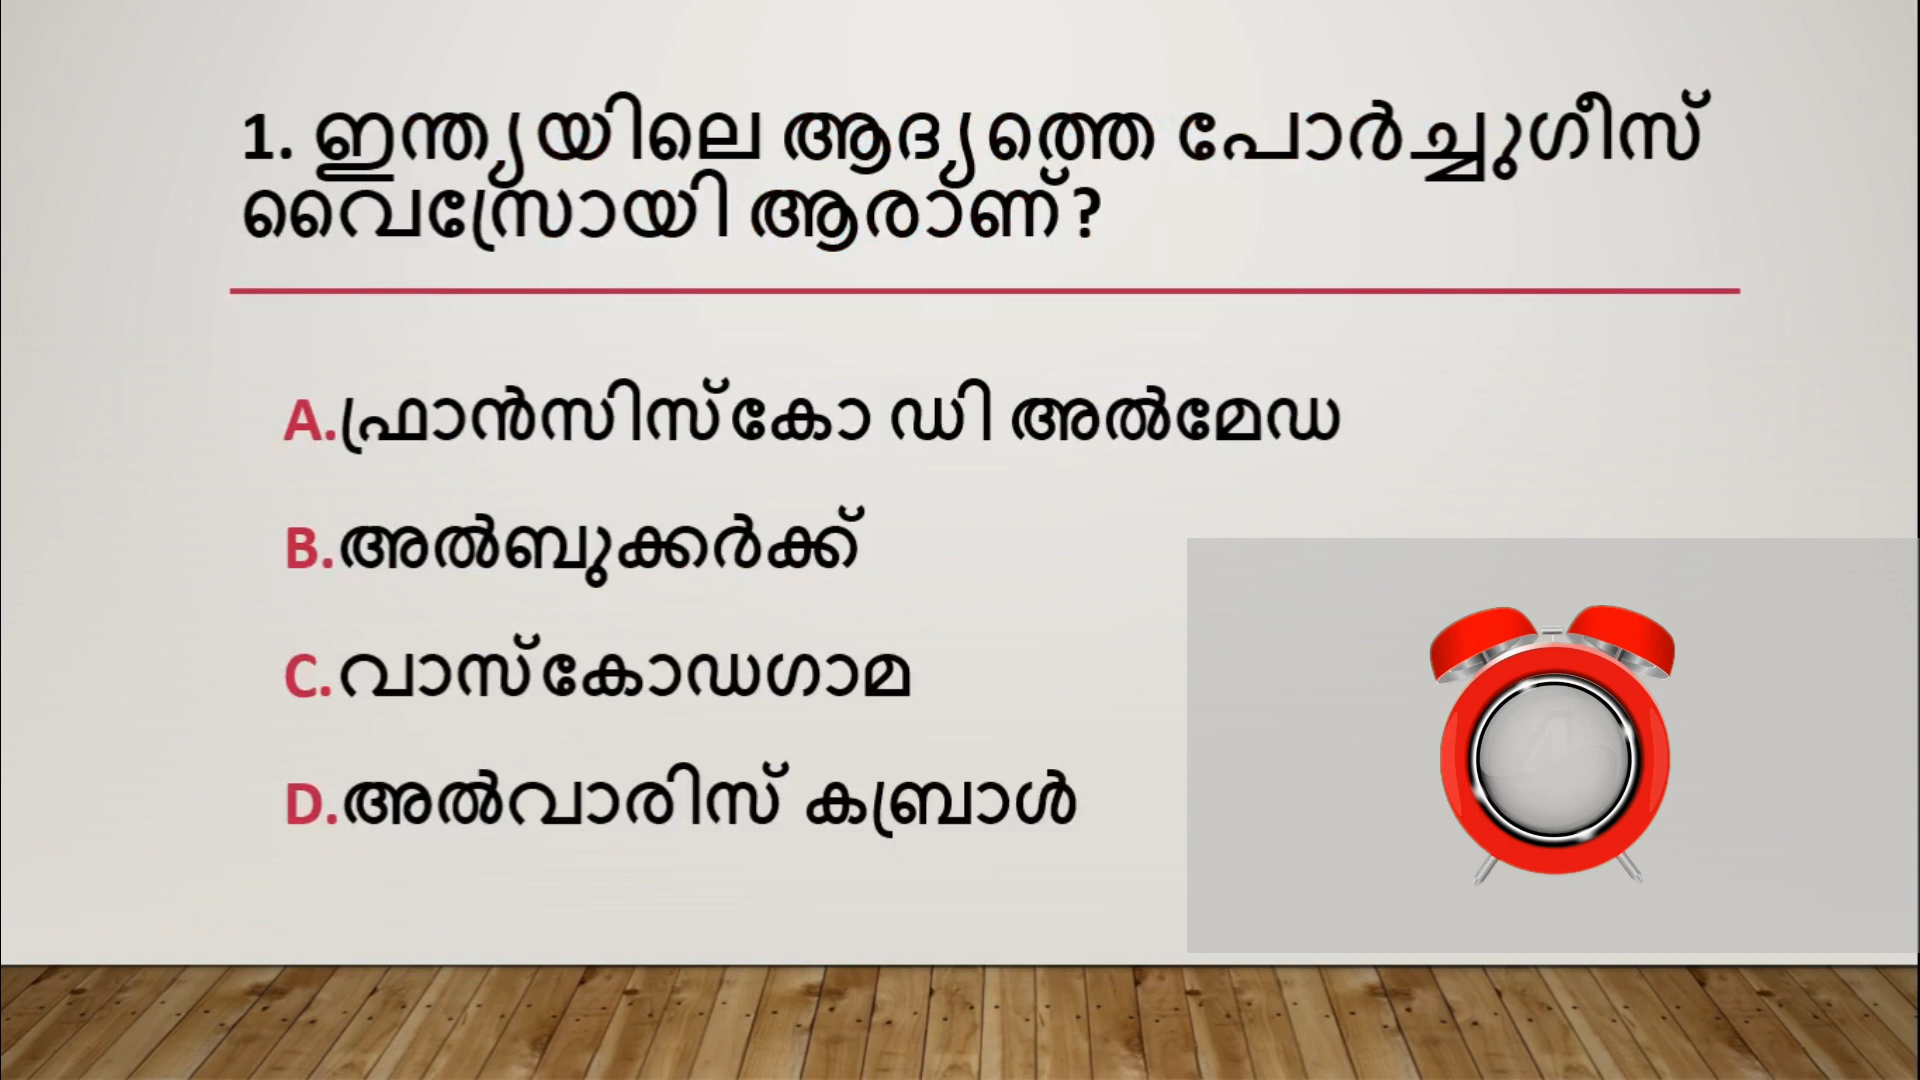 1. ഇന്ത്യയിലെ ആദ്യത്തെ പോർച്ചുഗീസ്
വൈസ്രോയി ആരാണ്?
A.ഫ്രാൻസിസ്കോ ഡി അൽമേഡ
B.അൽബുക്കർക്ക്
C.വാസ്കോഡഗാമ
D.അൽവാരിസ് കബ്രാൾ